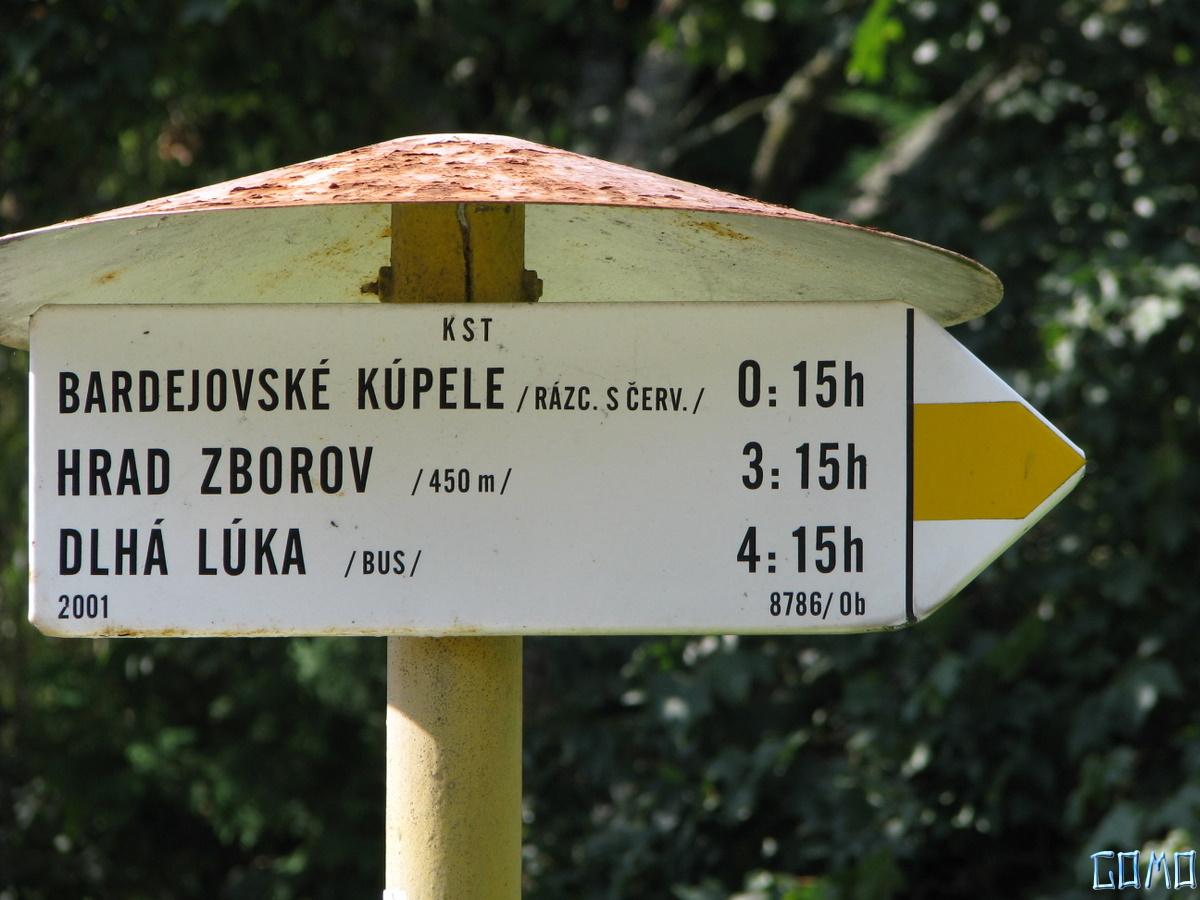 KST
BARDEJOVSKÉ KÚPELE /RÁZC. S ČERV./ 0:15h
HRAD ZBOROV /450 m/ 3:15h
DLHÁ LÚKA /BUS/ 4:15h
2001 8786/0b
GOMO